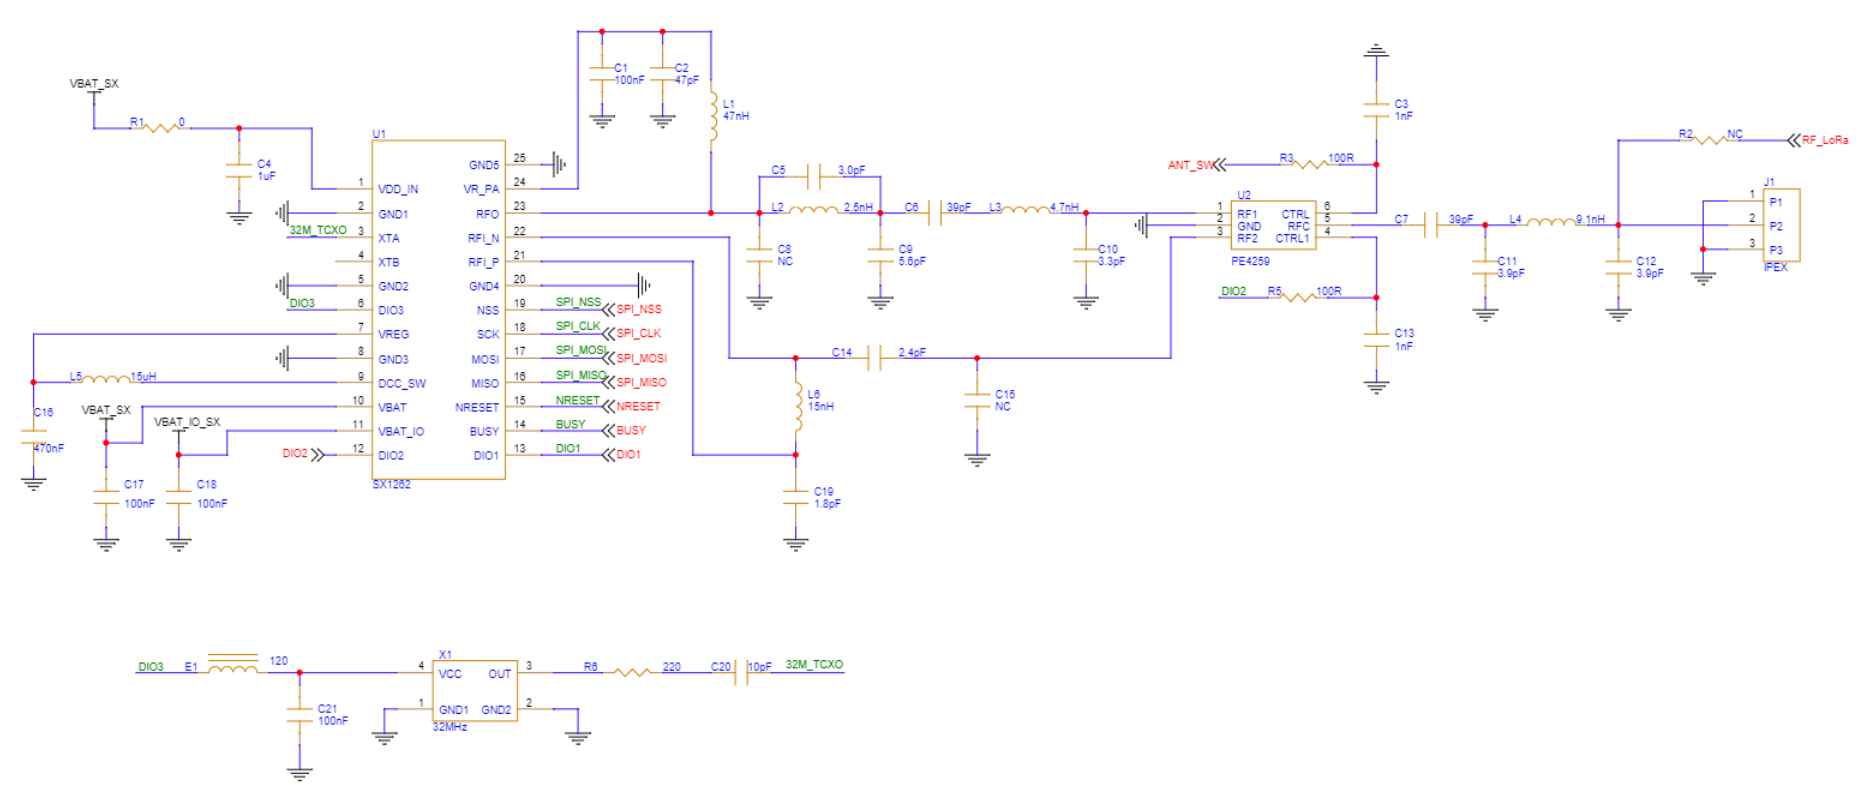 VBAT_SX
R1 0
C4
1uF
C1
100nF
C2
47pF
L1
47nH
U1
1 VDD_IN
2 GND1
32M_TCXO 3 XTA
4 XTB
5 GND2
DIO3 6 DIO3
7 VREG
8 GND3
9 DCC_SW
10 VBAT
11 VBAT_IO
DIO2 12 DIO2
SX1262
GND5 25
VR_PA 24
RFO 23
RFI_N 22
RFI_P 21
GND4 20
NSS 19 SPI_NSS SPI_NSS
SCK 18 SPI_CLK SPI_CLK
MOSI 17 SPI_MOSI SPI_MOSI
MISO 16 SPI_MISO SPI_MISO
NRESET 15 NRESET NRESET
BUSY 14 BUSY BUSY
DIO1 13 DIO1 DIO1
L5 15uH
C16
470nF
VBAT_SX
VBAT_IO_SX
C17
100nF
C18
100nF
C5 3.0pF
L2 2.5nH
C6 39pF
L3 4.7nH
C8
NC
C9
5.6pF
C10
3.3pF
C14 2.4pF
L6
15nH
C15
NC
C19
1.8pF
C3
1nF
ANT_SW R3 100R
U2
1 RF1
2 GND
3 RF2
CTRL 6
RFC 5
CTRL1 4
PE4259
DIO2 R5 100R
C13
1nF
C7 39pF
L4 9.1nH
C11
3.9pF
C12
3.9pF
R2 NC RF_LoRa
J1
1 P1
2 P2
3 P3
IPEX
DIO3 E1 120
C21
100nF
X1
4 VCC OUT 3
1 GND1 GND2 2
32MHz
R6 220 C20 10pF 32M_TCXO